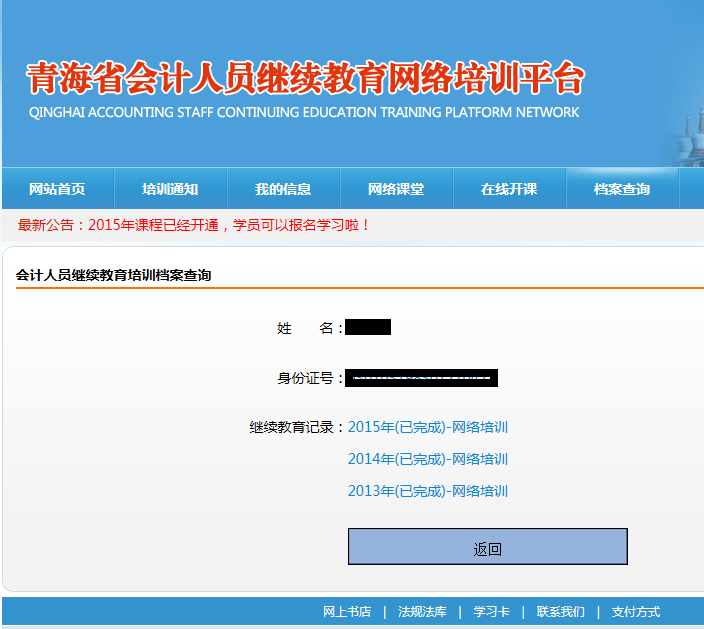 青海省会计人员继续教育网络培训平台
QINGHAI ACCOUNTING STAFF CONTINUING EDUCATION TRAINING PLATFORM NETWORK
网站首页 培训通知 我的信息 网络课堂 在线开课 档案查询
最新公告：2015年课程已经开通，学员可以报名学习啦！
会计人员继续教育培训档案查询
姓 名：
身份证号：
继续教育记录：2015年(已完成)-网络培训
2014年(已完成)-网络培训
2013年(已完成)-网络培训
返回
网上书店 | 法规法库 | 学习卡 | 联系我们 | 支付方式